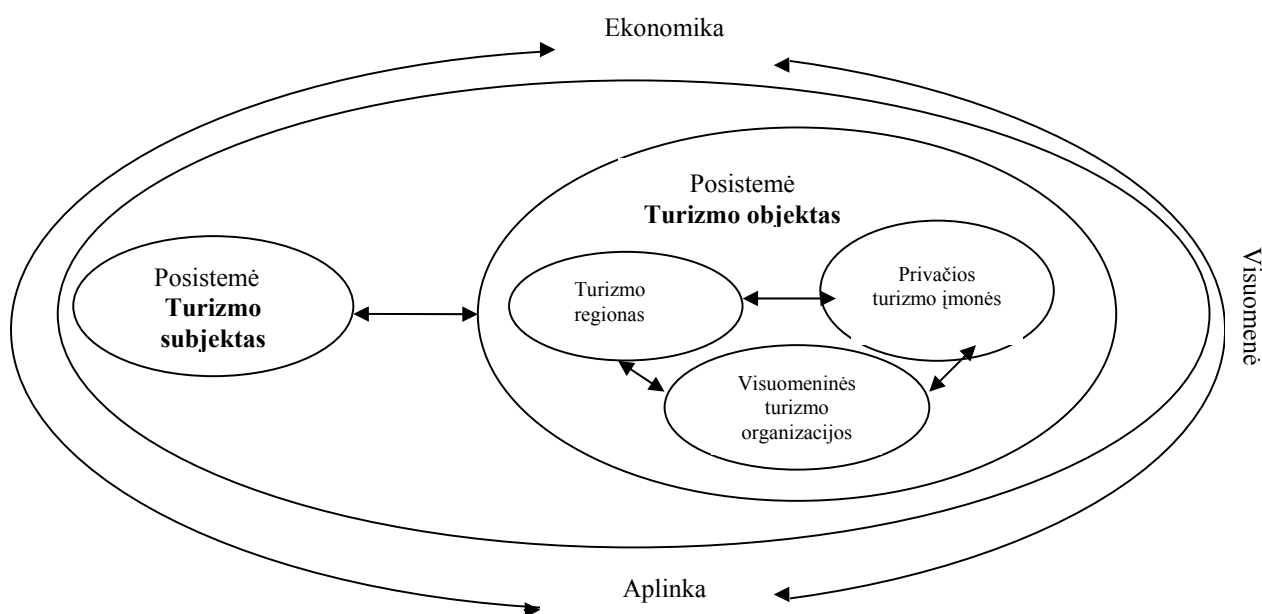 Ekonomika
Posistemė
Turizmo objektas
Posistemė
Turizmo
subjektas
Turizmo
regionas
Privačios
turizmo įmonės
Visuomeninės
turizmo
organizacijos
Visuomenė
Aplinka